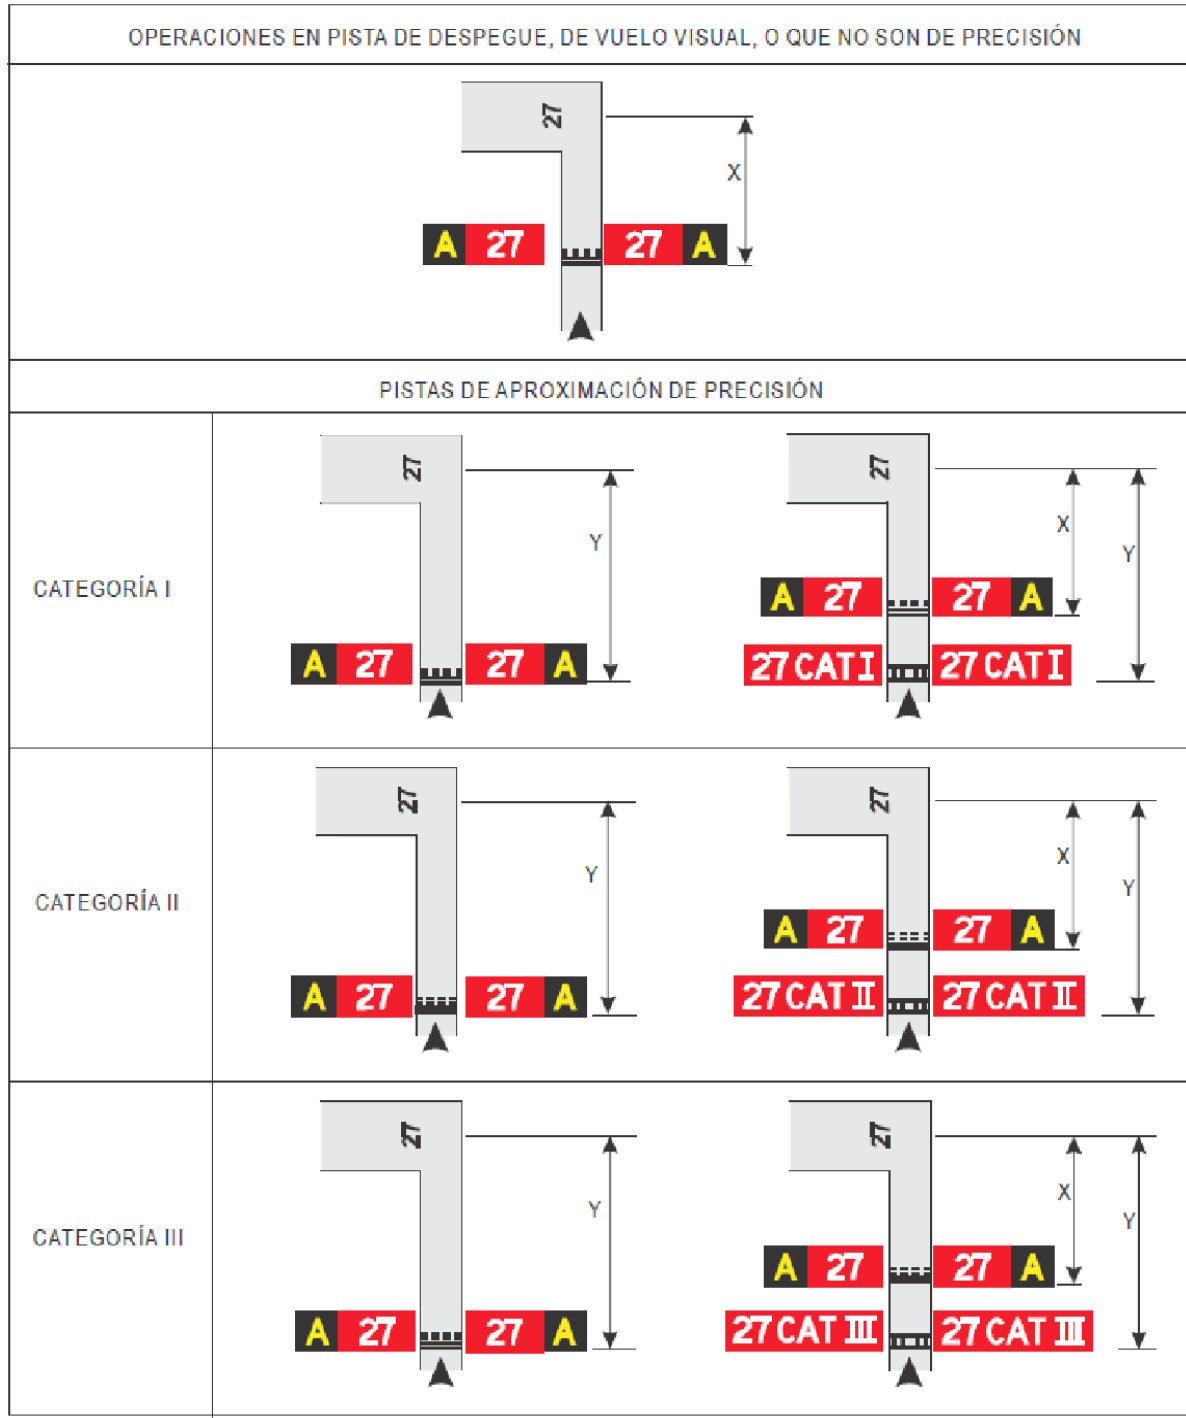 OPERACIONES EN PISTA DE DESPEGUE, DE VUELO VISUAL, O QUE NO SON DE PRECISIÓN
27
X
A 27 27 A
PISTAS DE APROXIMACIÓN DE PRECISIÓN
CATEGORÍA I
27
Y
A 27 27 A
27
X
Y
A 27 27 A
27 CAT I 27 CAT I
CATEGORÍA II
27
Y
A 27 27 A
27
X
Y
A 27 27 A
27 CAT II 27 CAT II
CATEGORÍA III
27
Y
A 27 27 A
27
X
Y
A 27 27 A
27 CAT III 27 CAT III